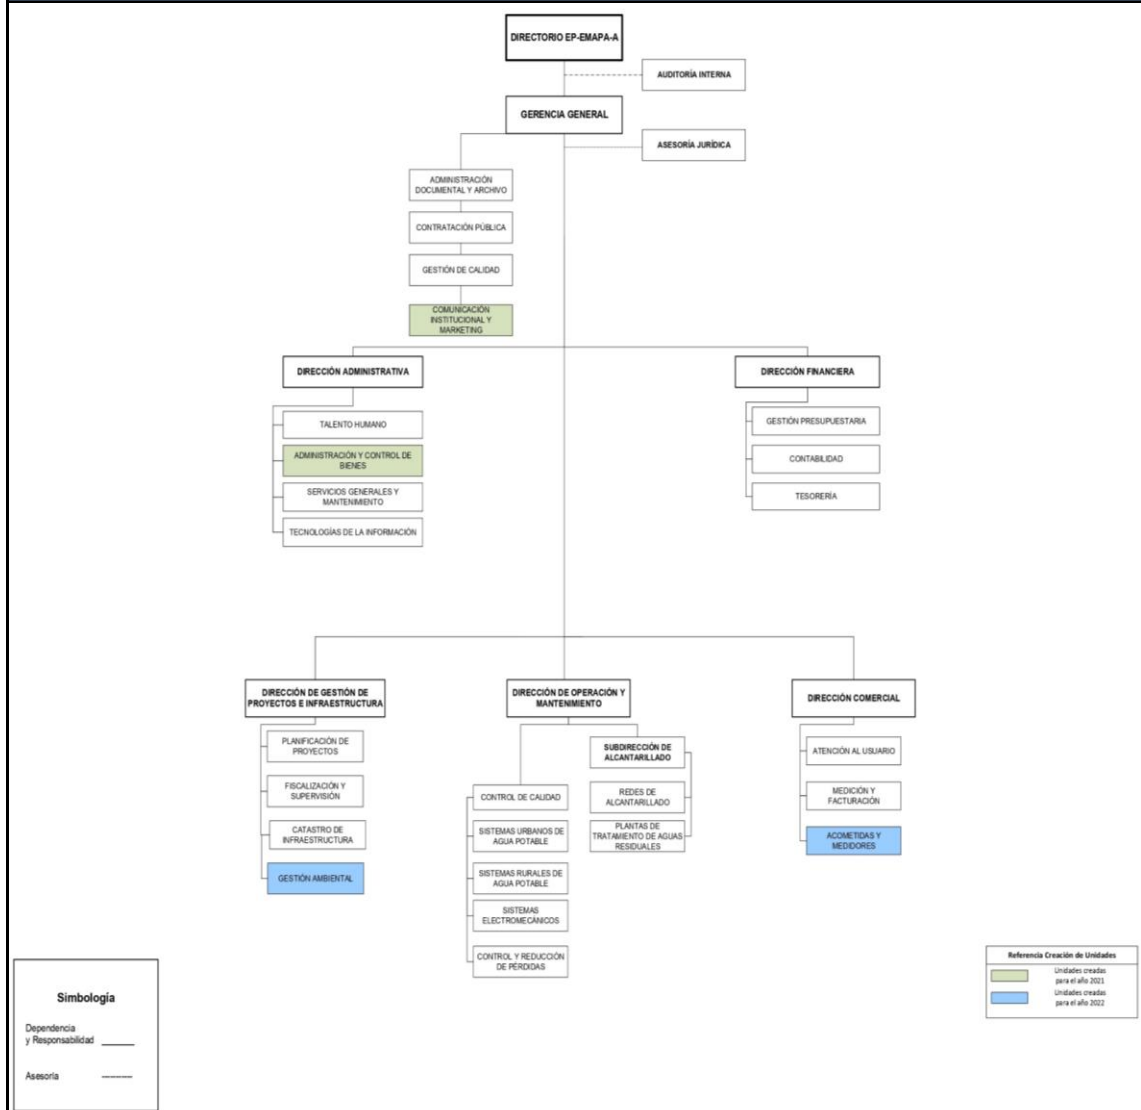 DIRECTORIO EP-EMAPA-A
AUDITORÍA INTERNA
GERENCIA GENERAL
ASESORÍA JURÍDICA
ADMINISTRACIÓN
DOCUMENTAL Y ARCHIVO
CONTRATACIÓN PÚBLICA
GESTIÓN DE CALIDAD
COMUNICACIÓN
INSTITUCIONAL Y
MARKETING
DIRECCIÓN ADMINISTRATIVA
TALENTO HUMANO
ADMINISTRACIÓN Y CONTROL DE
BIENES
SERVICIOS GENERALES Y
MANTENIMIENTO
TECNOLOGÍAS DE LA INFORMACIÓN
DIRECCIÓN FINANCIERA
GESTIÓN PRESUPUESTARIA
CONTABILIDAD
TESORERÍA
DIRECCIÓN DE GESTIÓN DE
PROYECTOS E INFRAESTRUCTURA
PLANIFICACIÓN DE
PROYECTOS
FISCALIZACIÓN Y
SUPERVISIÓN
CATASTRO DE
INFRAESTRUCTURA
GESTIÓN AMBIENTAL
DIRECCIÓN DE OPERACIÓN Y
MANTENIMIENTO
CONTROL DE CALIDAD
SISTEMAS URBANOS DE
AGUA POTABLE
SISTEMAS RURALES DE
AGUA POTABLE
SISTEMAS
ELECTROMECÁNICOS
CONTROL Y REDUCCIÓN
DE PÉRDIDAS
SUBDIRECCIÓN DE
ALCANTARILLADO
REDES DE
ALCANTARILLADO
PLANTAS DE
TRATAMIENTO DE AGUAS
RESIDUALES
DIRECCIÓN COMERCIAL
ATENCIÓN AL USUARIO
MEDICIÓN Y
FACTURACIÓN
ACOMETIDAS Y
MEDIDORES
Simbología
Dependencia
y Responsabilidad
Asesoría
Referencia Creación de Unidades
Unidades creadas
para el año 2021
Unidades creadas
para el año 2022